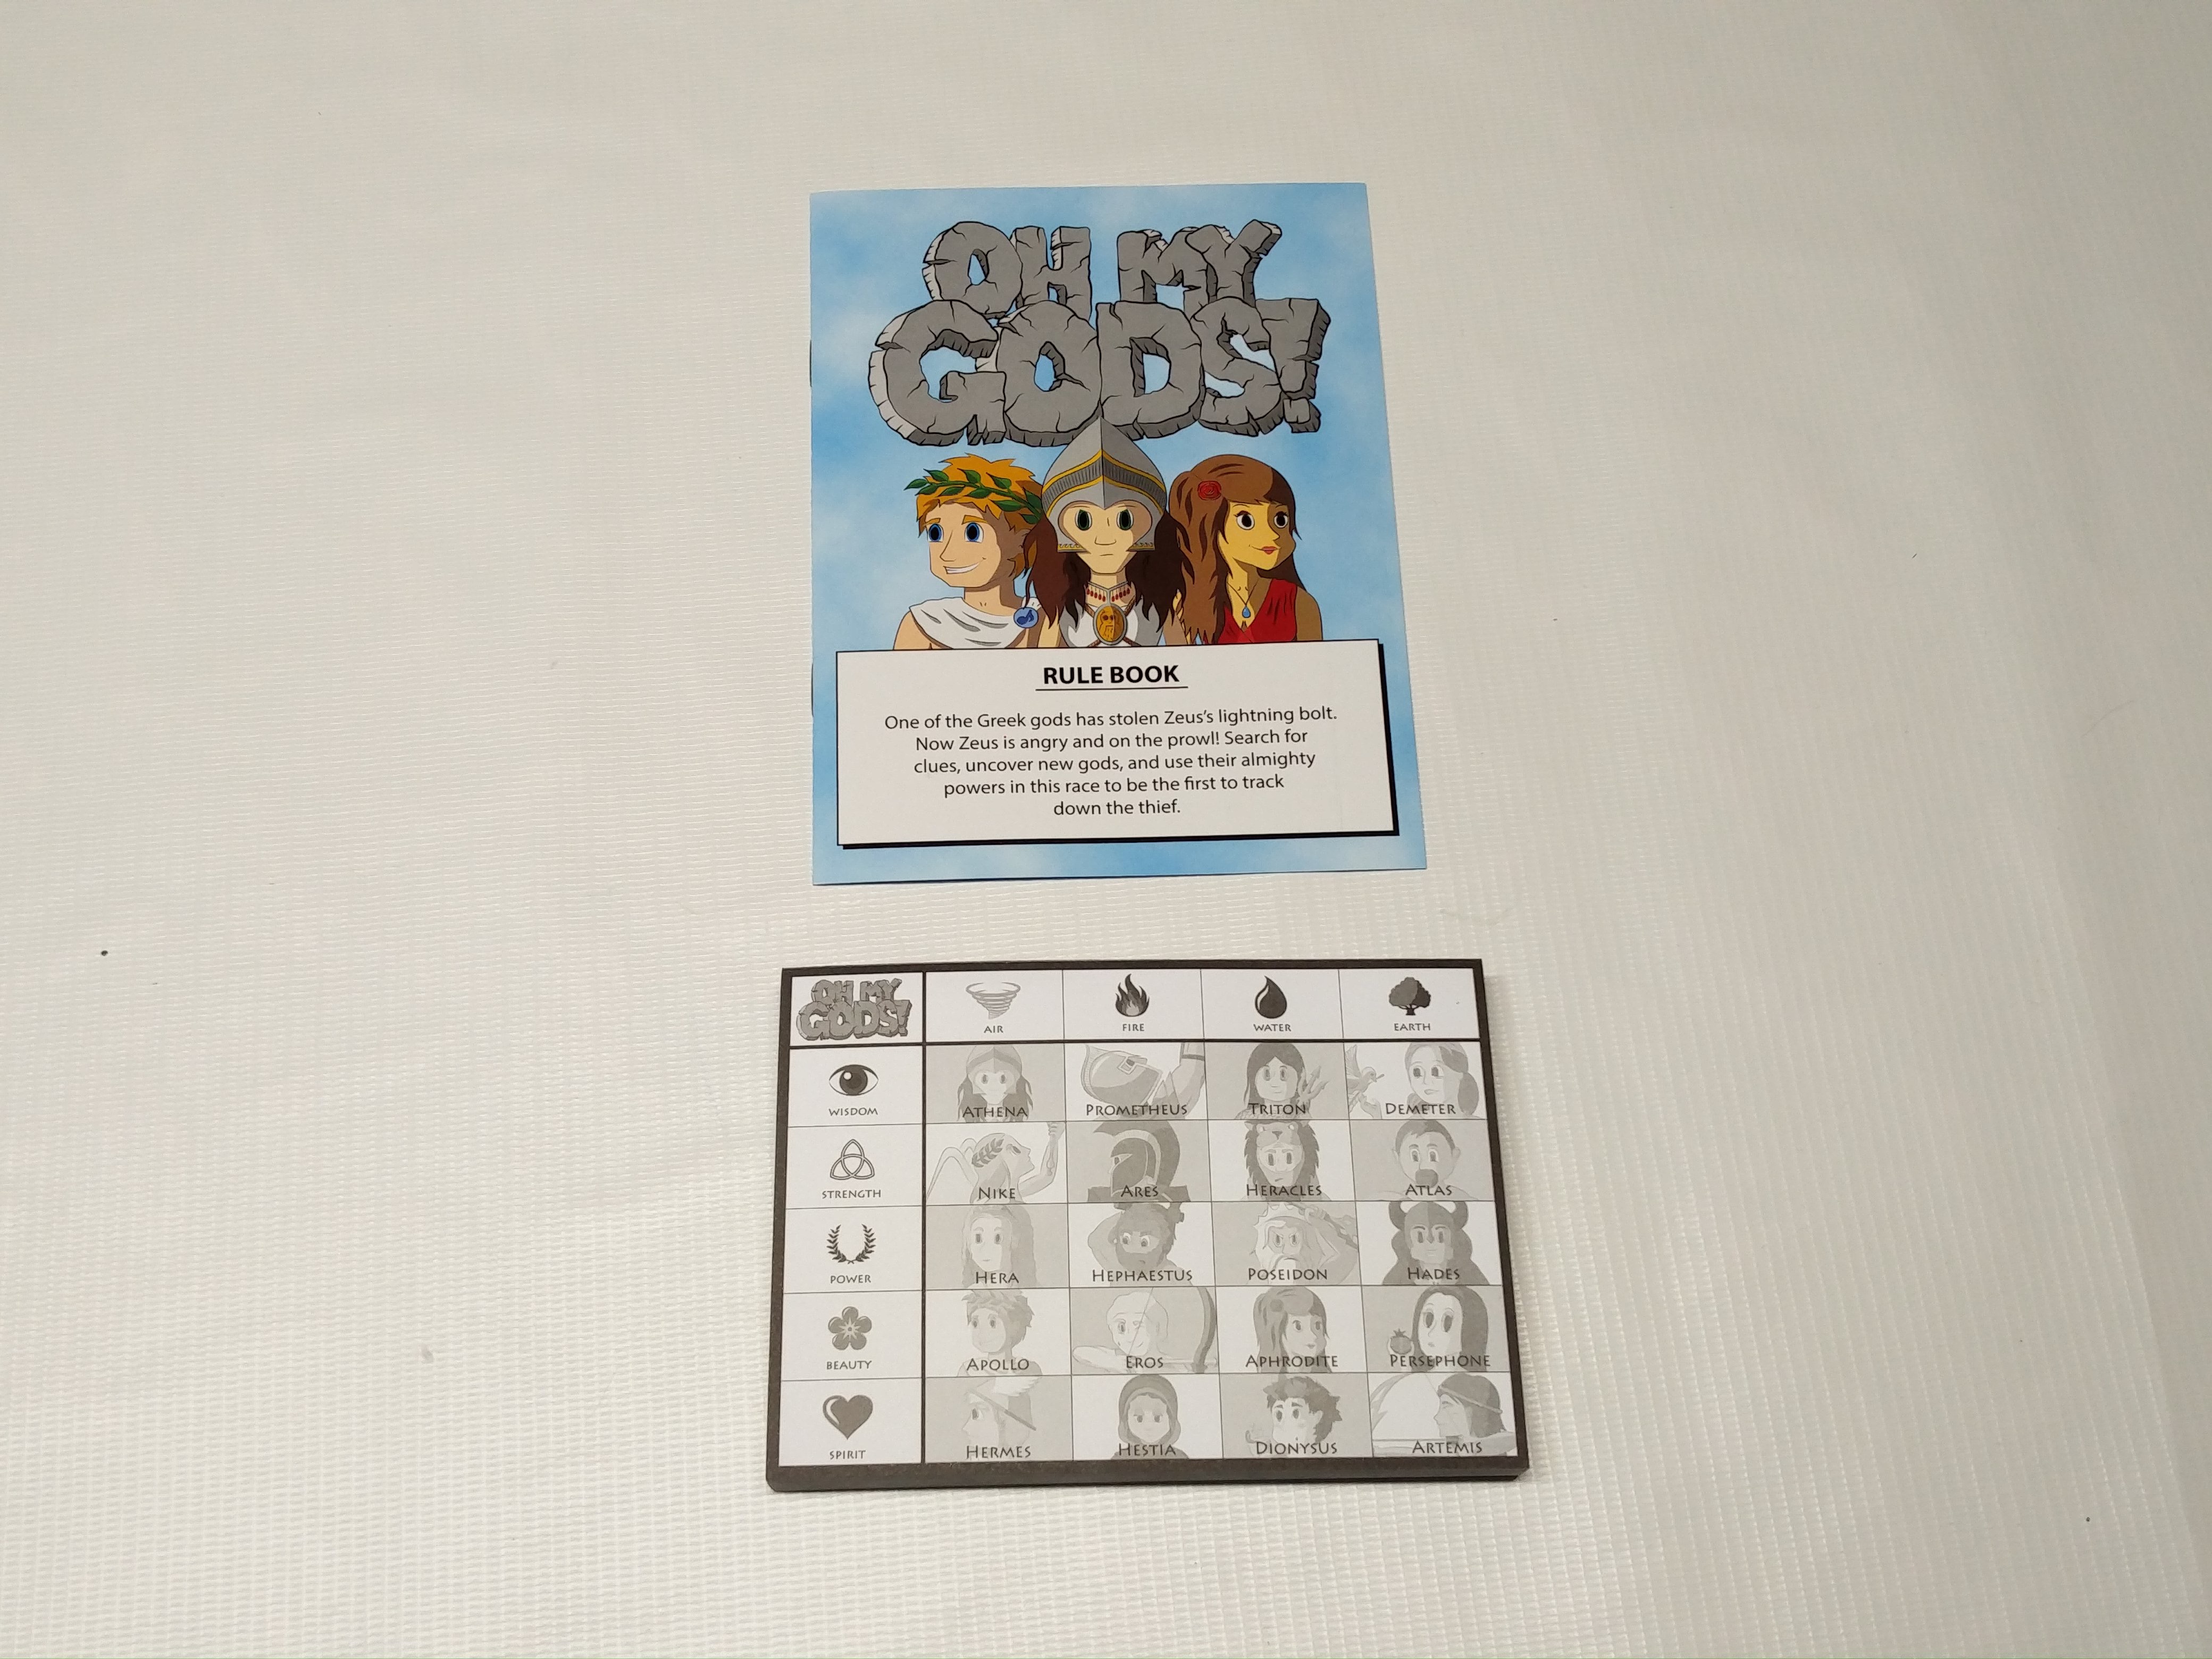 OH MY
GODS!
RULE BOOK
One of the Greek gods has stolen Zeus's lightning bolt.
Now Zeus is angry and on the prowl! Search for
clues, uncover new gods, and use their almighty
powers in this race to be the first to track
down the thief.
OH MY
GODS!
AIR FIRE WATER EARTH
WISDOM ATHENA PROMETHEUS TRITON DEMETER
STRENGTH NIKE ARES HERACLES ATLAS
POWER HERA HEPHAESTUS POSEIDON HADES
BEAUTY APOLLO EROS APHRODITE PERSEPHONE
SPIRIT HERMES HESTIA DIONYSUS ARTEMIS